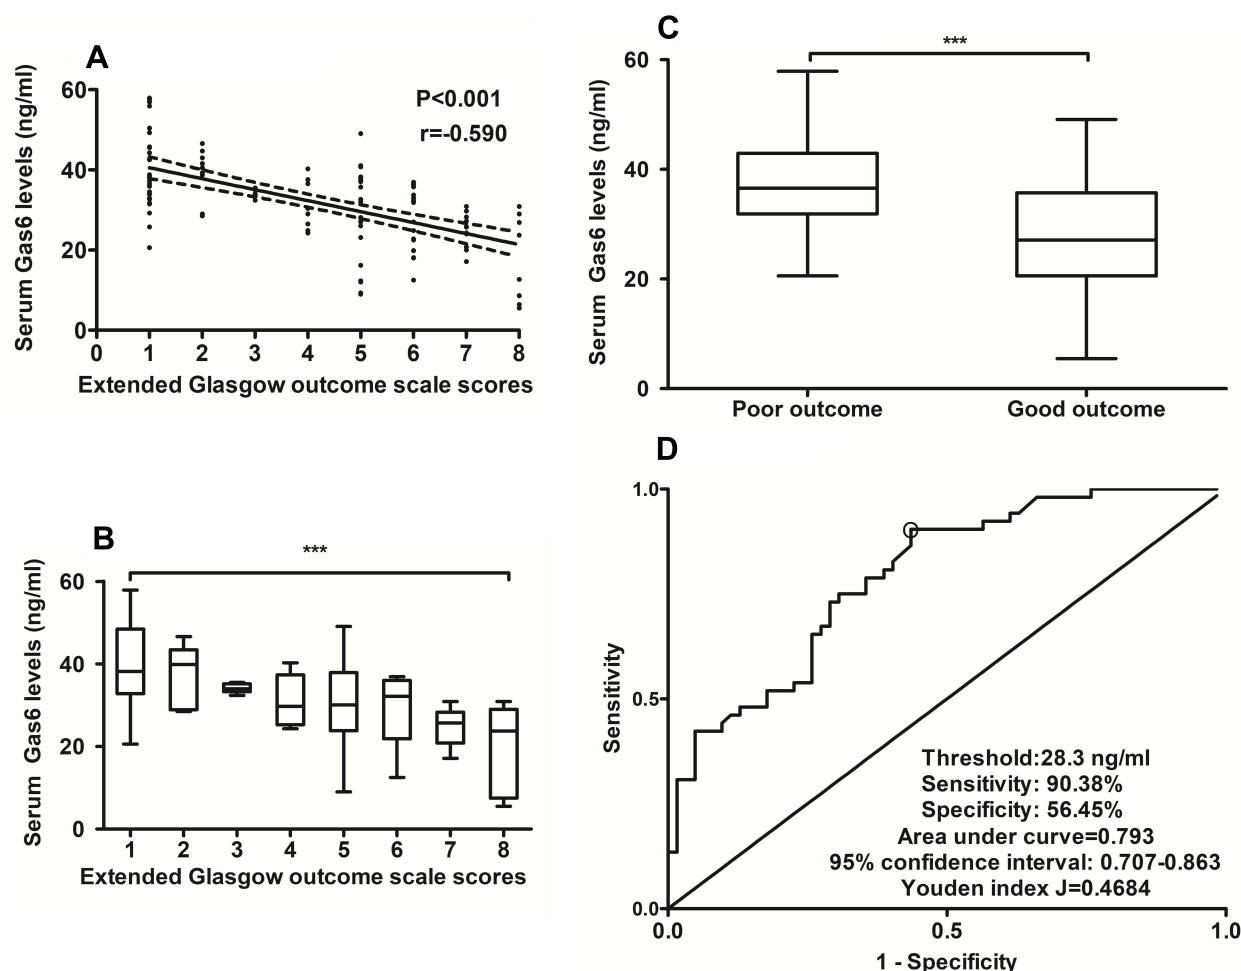 A
Serum Gas6 levels (ng/ml)
60
40
20
0
P<0.001
r=-0.590
0 1 2 3 4 5 6 7 8
Extended Glasgow outcome scale scores
B
***
Serum Gas6 levels (ng/ml)
60
40
20
0
1 2 3 4 5 6 7 8
Extended Glasgow outcome scale scores
C
***
Serum Gas6 levels (ng/ml)
60
40
20
0
Poor outcome Good outcome
D
Sensitivity
1.0
0.5
0.0
Threshold:28.3 ng/ml
Sensitivity: 90.38%
Specificity: 56.45%
Area under curve=0.793
95% confidence interval: 0.707-0.863
Youden index J=0.4684
0.0 0.5 1.0
1 - Specificity